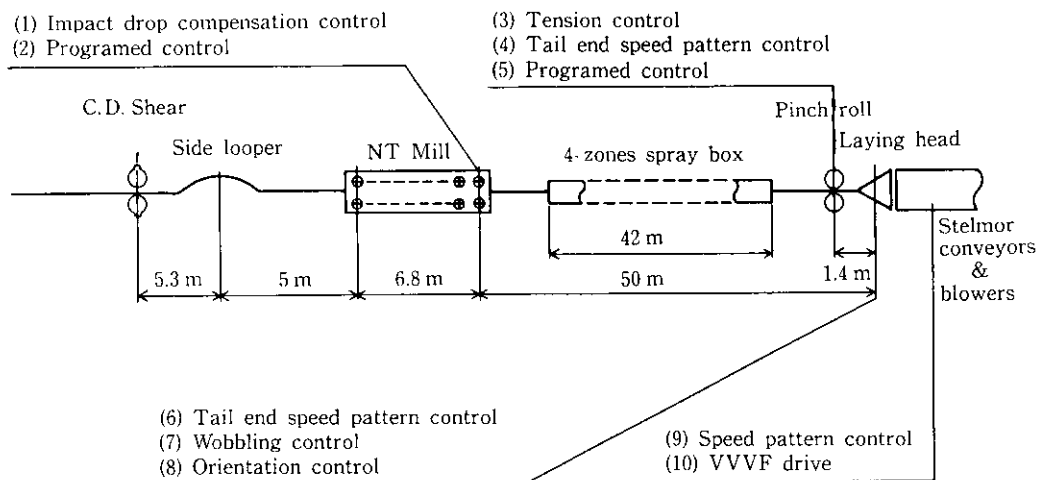 (1) Impact drop compensation control
(2) Programed control
(3) Tension control
(4) Tail end speed pattern control
(5) Programed control
C.D. Shear
Side looper
NT Mill
4-zones spray box
Pinch roll
Laying head
Stelmor
conveyors
&
blowers
42 m
5.3 m
5 m
6.8 m
50 m
1.4 m
(6) Tail end speed pattern control
(7) Wobbling control
(8) Orientation control
(9) Speed pattern control
(10) VVVF drive